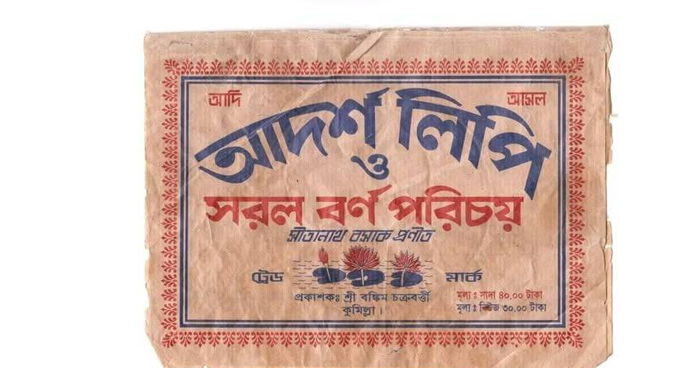 আদি আসল
আদর্শ লিপি
ও
সরল বর্ণ পরিচয়
সীতানাথ বসাক প্রণীত
ট্রেড মার্ক
প্রকাশকঃ শ্রী বঙ্কিম চক্রবর্ত্তী
কুমিল্লা।
মূল্য : সাদা ৪০.০০ টাকা
মূল্য : নিউজ ৩০.০০ টাকা